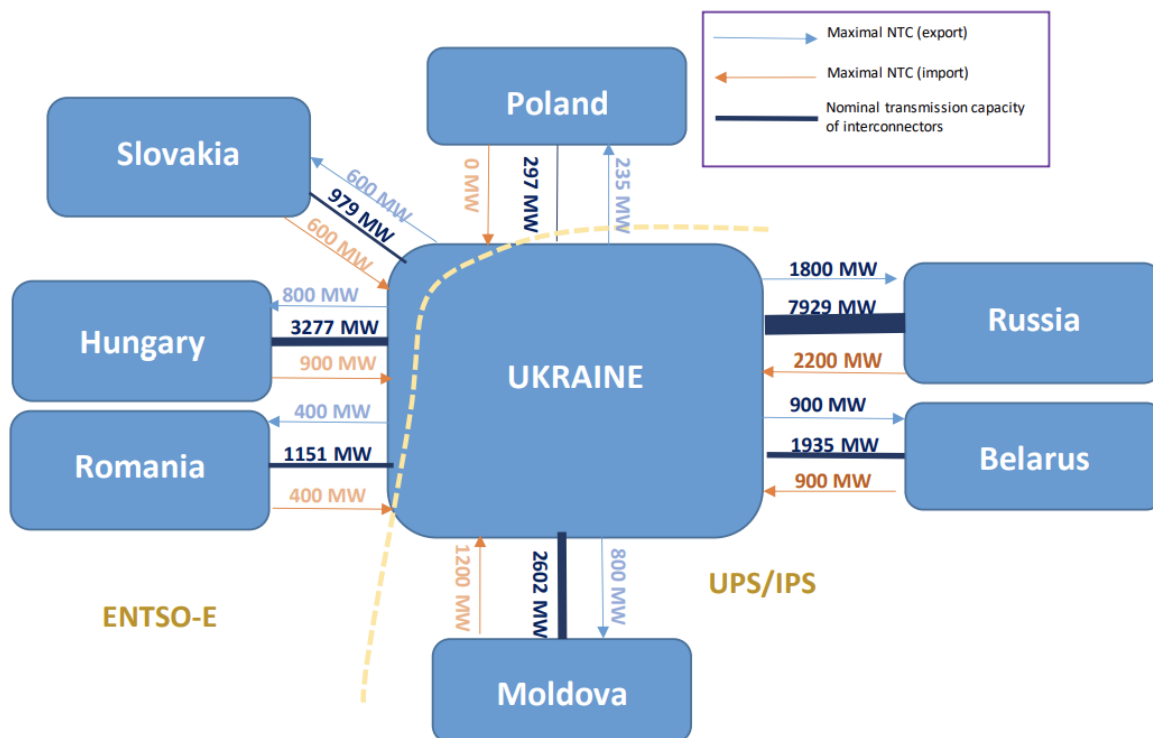 Maximal NTC (export)
Maximal NTC (import)
Nominal transmission capacity
of interconnectors
Poland
Slovakia
0 MW
297 MW
235 MW
600 MW
979 MW
600 MW
800 MW
3277 MW
900 MW
Hungary
400 MW
1151 MW
400 MW
Romania
UKRAINE
1800 MW
7929 MW
2200 MW
Russia
900 MW
1935 MW
900 MW
Belarus
1200 MW
2602 MW
800 MW
ENTSO-E
UPS/IPS
Moldova